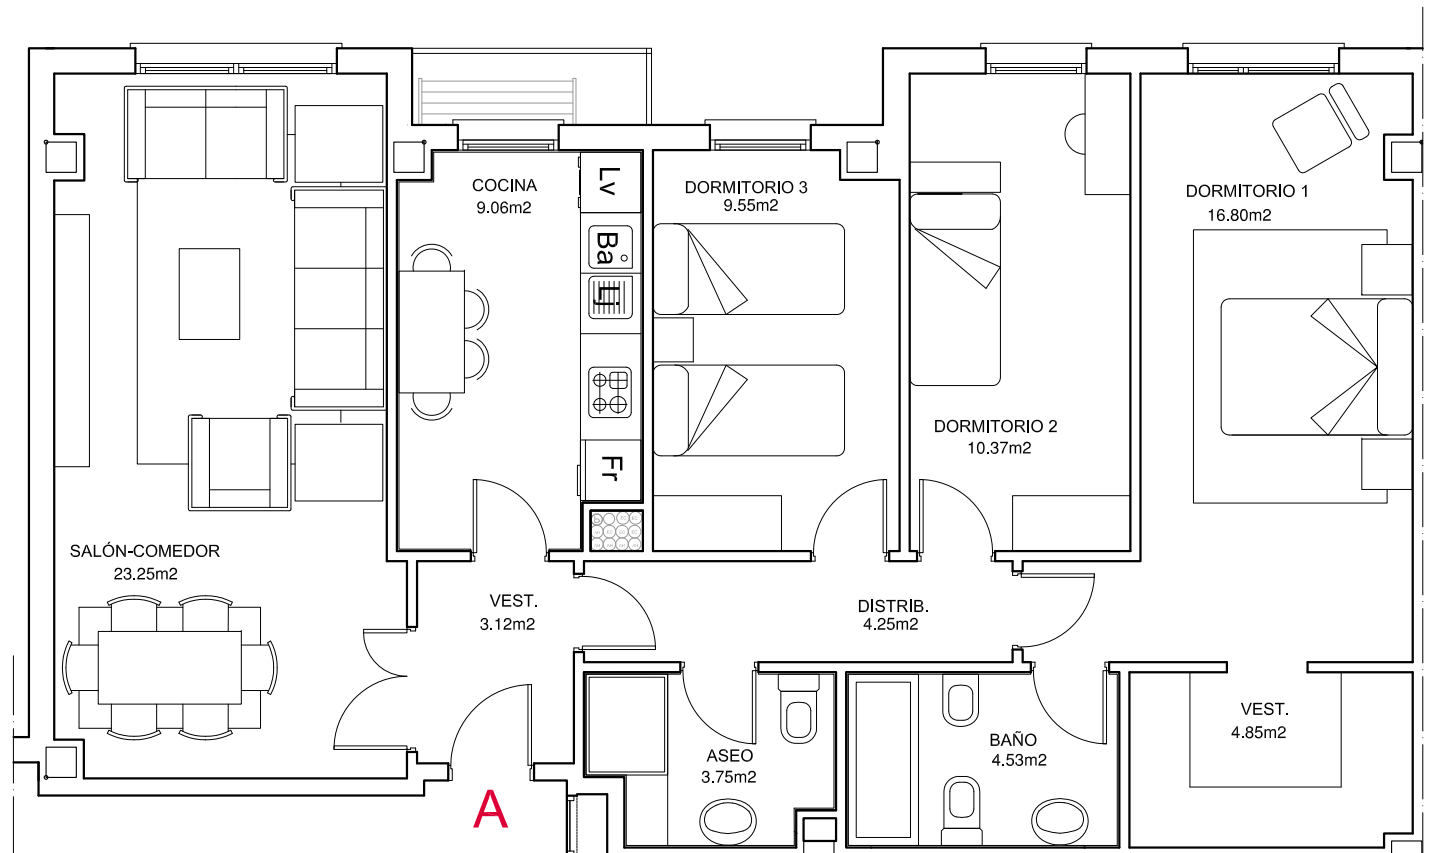 COCINA
9.06m2
Lv
Ba
Lj
Fr
DORMITORIO 3
9.55m2
DORMITORIO 1
16.80m2
DORMITORIO 2
10.37m2
SALÓN-COMEDOR
23.25m2
VEST.
3.12m2
DISTRIB.
4.25m2
ASEO
3.75m2
BAÑO
4.53m2
VEST.
4.85m2
A